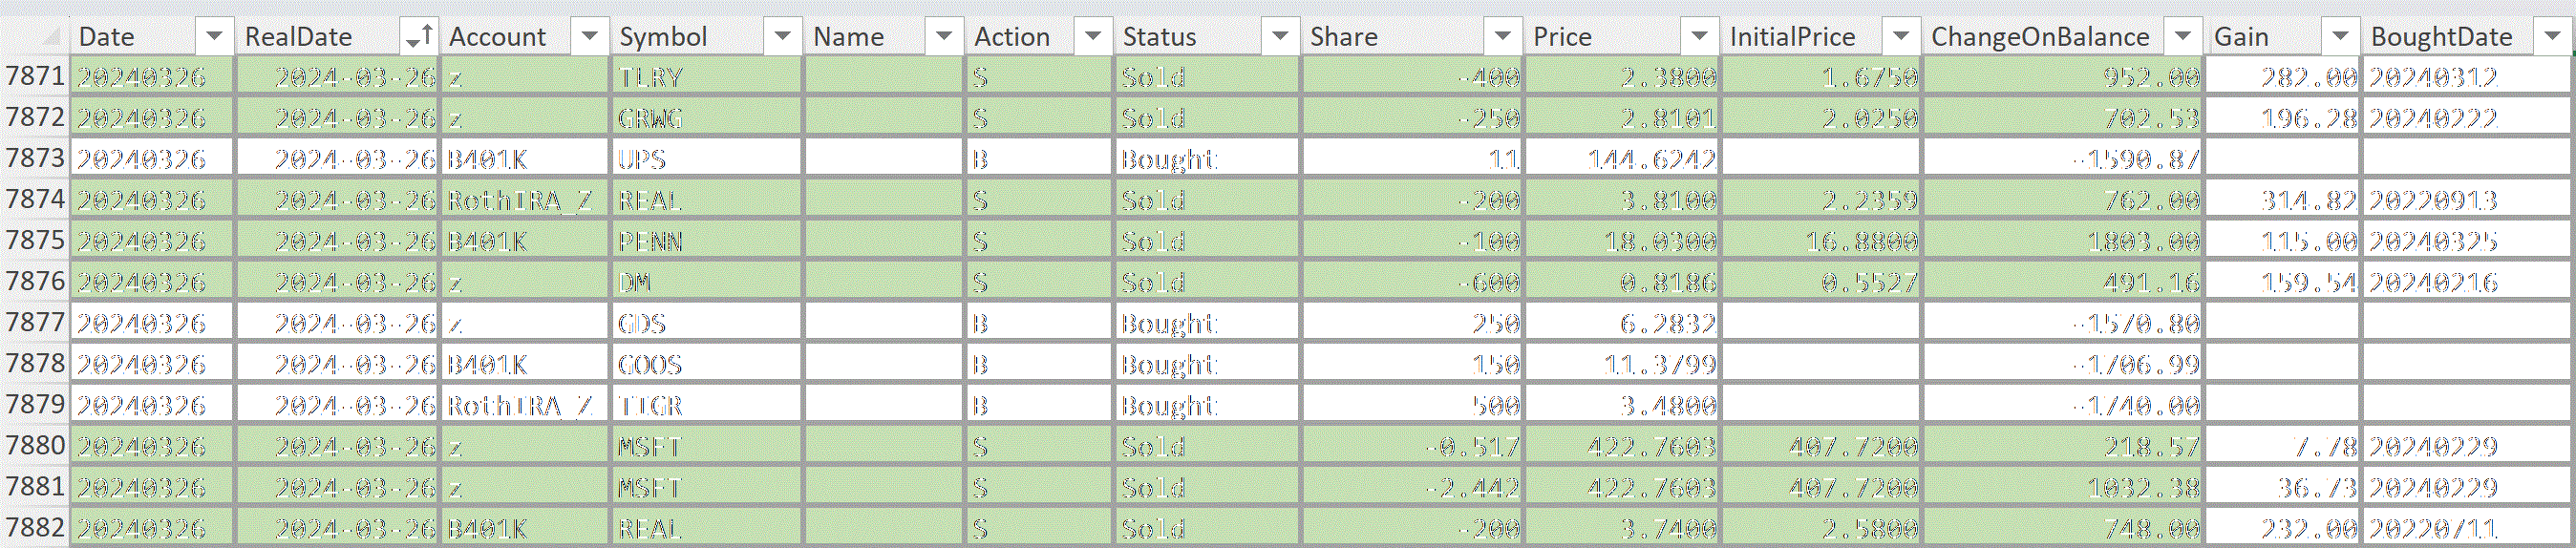 Date RealDate Account Symbol Name Action Status Share Price InitialPrice ChangeOnBalance Gain BoughtDate
7871 20240326 2024-03-26 z TLRY S Sold -400 2.3800 1.6750 952.00 282.00 20240312
7872 20240326 2024-03-26 z GRWG S Sold -250 2.8101 2.0250 702.53 196.28 20240222
7873 20240326 2024-03-26 B401K UPS B Bought 11 144.6242 -1590.87
7874 20240326 2024-03-26 RothIRA_Z REAL S Sold -200 3.8100 2.2359 762.00 314.82 20220913
7875 20240326 2024-03-26 B401K PENN S Sold -100 18.0300 16.8800 1803.00 115.00 20240325
7876 20240326 2024-03-26 z DM S Sold -600 0.8186 0.5527 491.16 159.54 20240216
7877 20240326 2024-03-26 z GDS B Bought 250 6.2832 -1570.80
7878 20240326 2024-03-26 B401K GOOS B Bought 150 11.3799 -1706.99
7879 20240326 2024-03-26 RothIRA_Z TIGR B Bought 500 3.4800 -1740.00
7880 20240326 2024-03-26 z MSFT S Sold -0.517 422.7603 407.7200 218.57 7.78 20240229
7881 20240326 2024-03-26 z MSFT S Sold -2.442 422.7603 407.7200 1032.38 36.73 20240229
7882 20240326 2024-03-26 B401K REAL S Sold -200 3.7400 2.5800 748.00 232.00 20220711